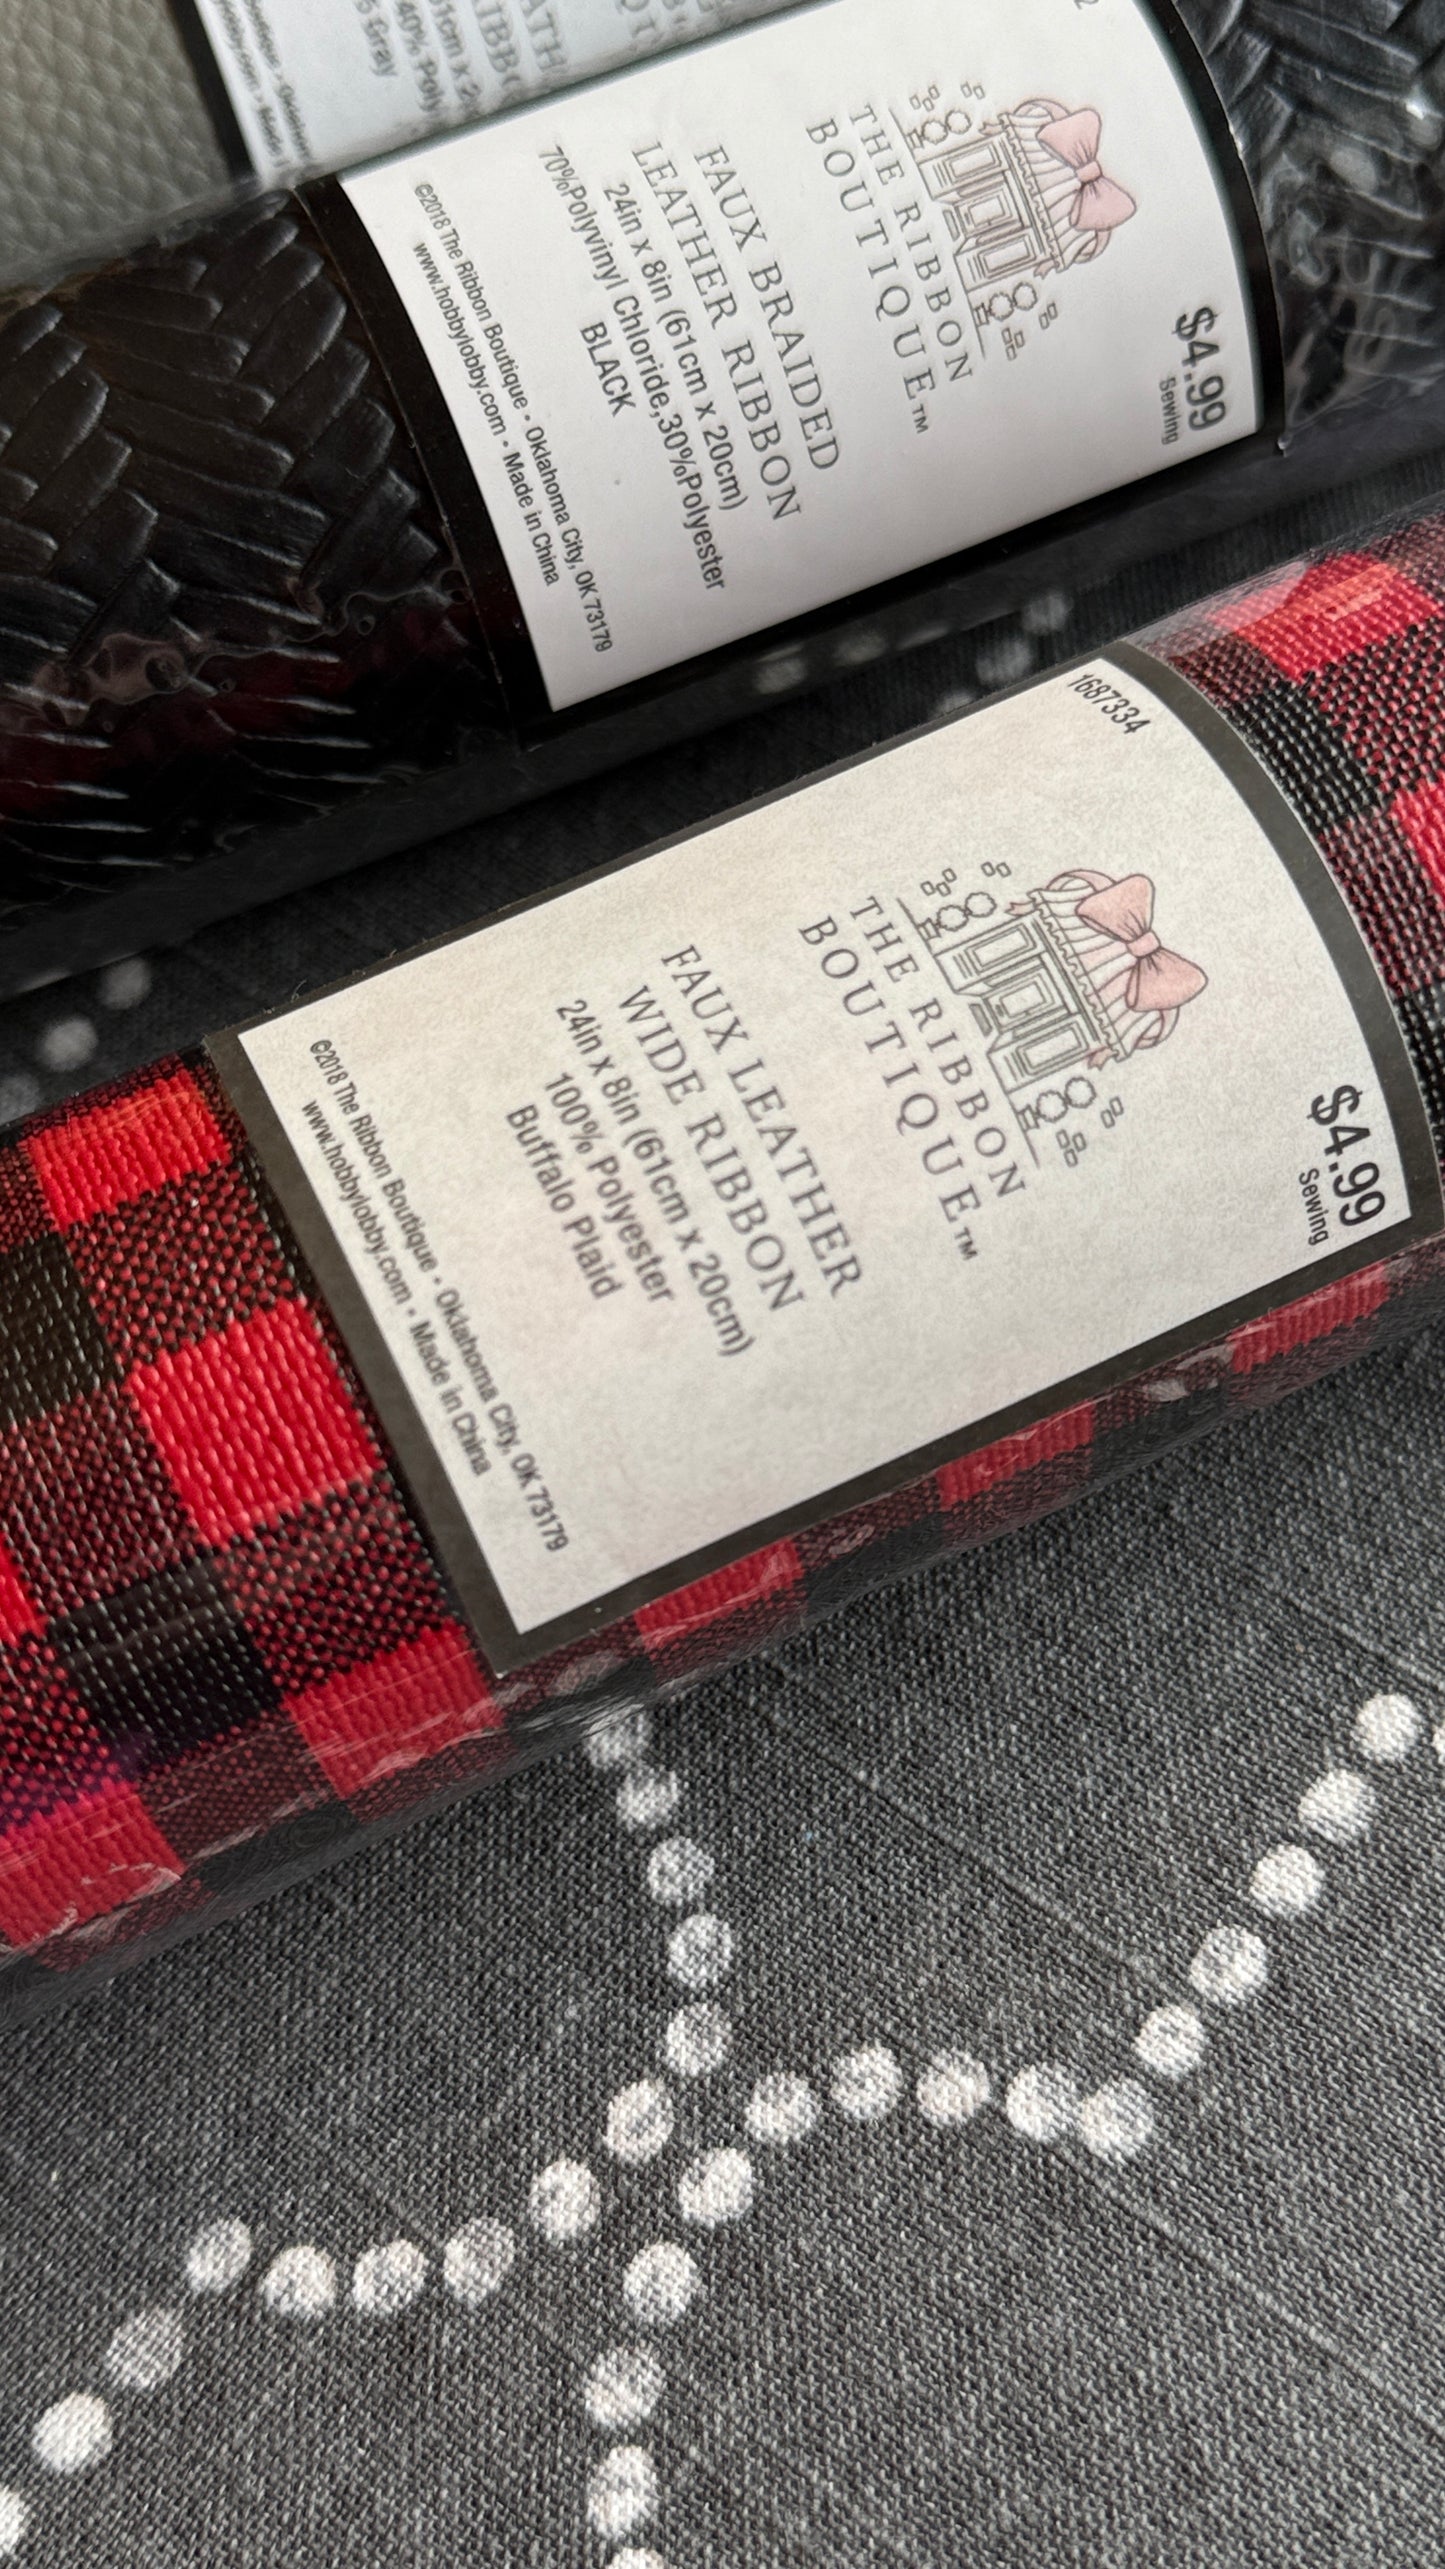 $4.99
Sewing
THE RIBBON
BOUTIQUE™
FAUX BRAIDED
LEATHER RIBBON
24in x 8in (61cm x 20cm)
70%Polyvinyl Chloride,30%Polyester
BLACK
©2018 The Ribbon Boutique • Oklahoma City, OK 73179
www.hobbylobby.com • Made in China
1687334
$4.99
Sewing
THE RIBBON
BOUTIQUE™
FAUX LEATHER
WIDE RIBBON
24in x 8in (61cm x 20cm)
100% Polyester
Buffalo Plaid
©2018 The Ribbon Boutique • Oklahoma City, OK 73179
www.hobbylobby.com • Made in China